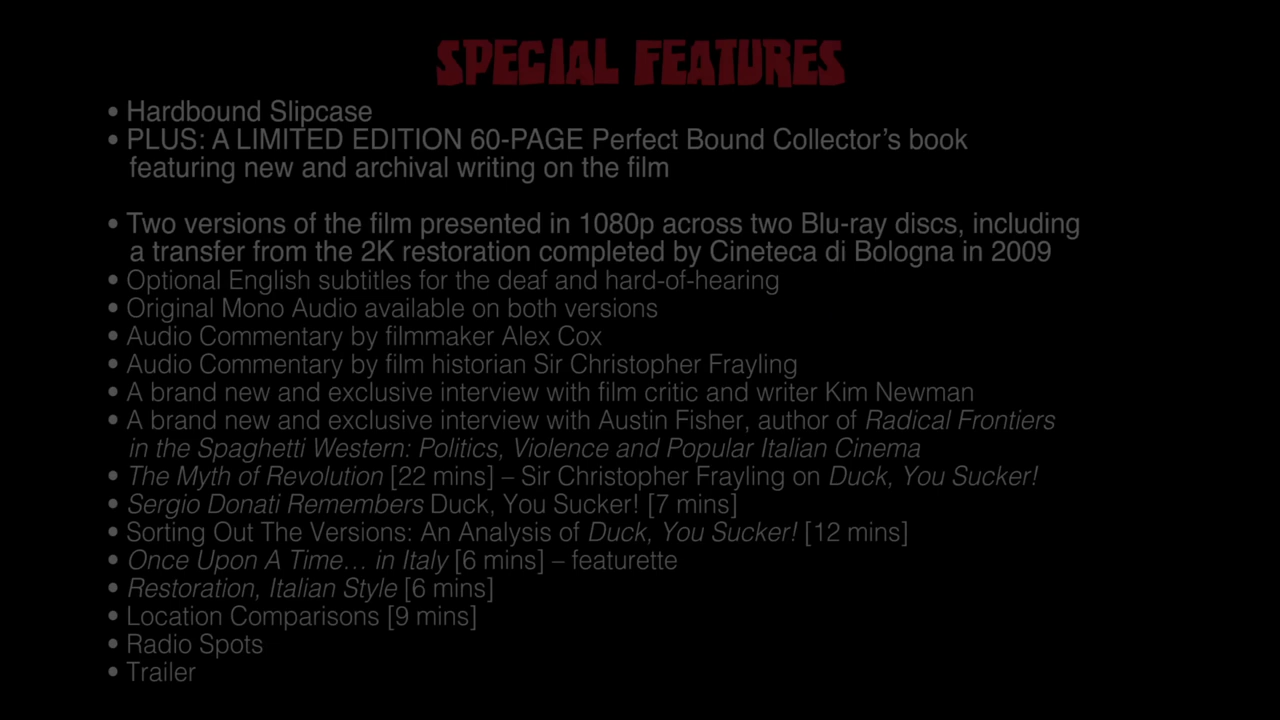 SPECIAL FEATURES
• Hardbound Slipcase
• PLUS: A LIMITED EDITION 60-PAGE Perfect Bound Collector’s book
featuring new and archival writing on the film
• Two versions of the film presented in 1080p across two Blu-ray discs, including
a transfer from the 2K restoration completed by Cineteca di Bologna in 2009
• Optional English subtitles for the deaf and hard-of-hearing
• Original Mono Audio available on both versions
• Audio Commentary by filmmaker Alex Cox
• Audio Commentary by film historian Sir Christopher Frayling
• A brand new and exclusive interview with film critic and writer Kim Newman
• A brand new and exclusive interview with Austin Fisher, author of Radical Frontiers
in the Spaghetti Western: Politics, Violence and Popular Italian Cinema
• The Myth of Revolution [22 mins] – Sir Christopher Frayling on Duck, You Sucker!
• Sergio Donati Remembers Duck, You Sucker! [7 mins]
• Sorting Out The Versions: An Analysis of Duck, You Sucker! [12 mins]
• Once Upon A Time… in Italy [6 mins] – featurette
• Restoration, Italian Style [6 mins]
• Location Comparisons [9 mins]
• Radio Spots
• Trailer